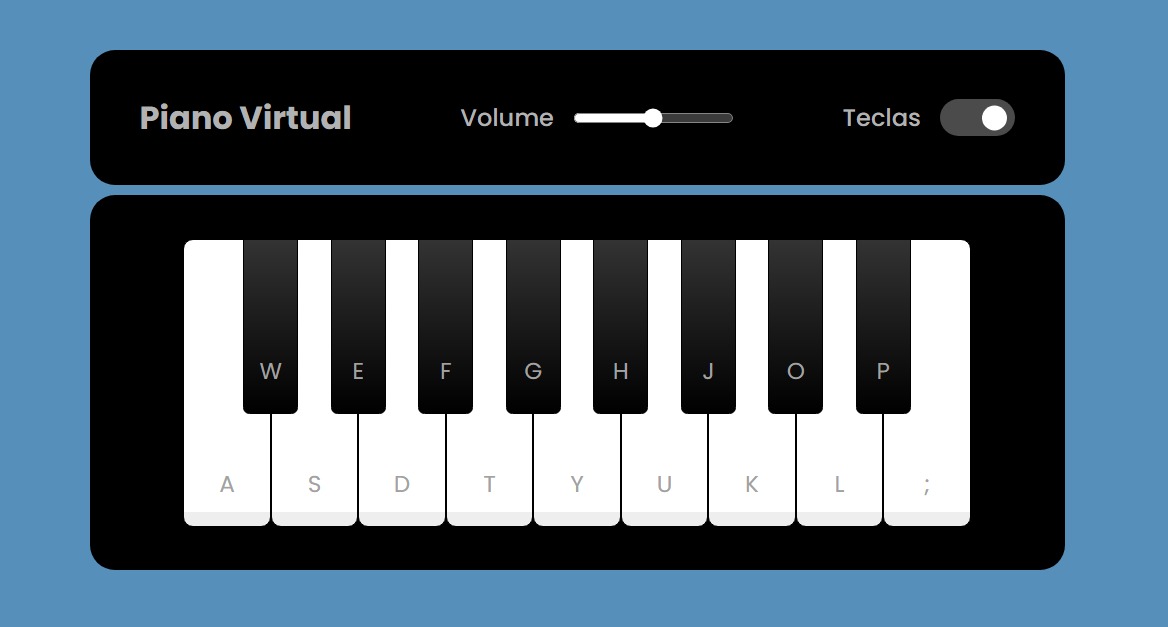 Piano Virtual
Volume
Teclas
W E F G H J O P
A S D T Y U K L ;